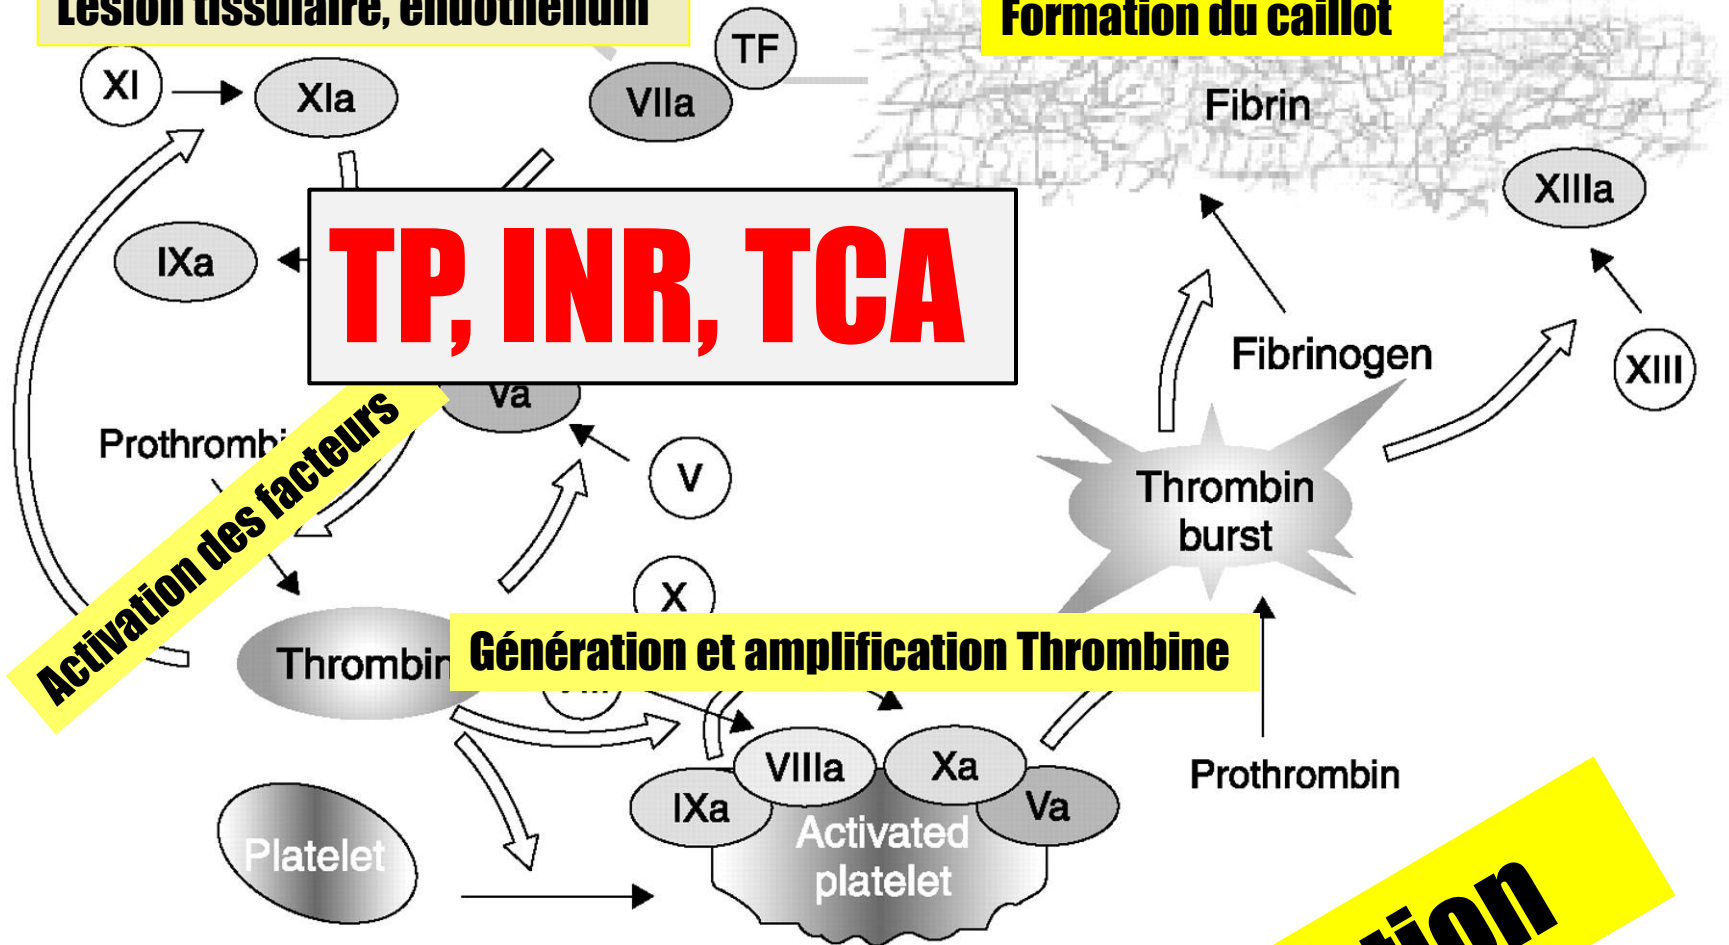 Lésion tissulaire, endothélium
Formation du caillot
TF
XI
XIa
VIIa
Fibrin
XIIIa
IXa
TP, INR, TCA
Fibrinogen
XIII
Va
Activation des facteurs
V
Thrombin
burst
X
Thrombin
Génération et amplification Thrombine
VIIIa
Xa
Prothrombin
IXa
Va
Platelet
Activated
platelet